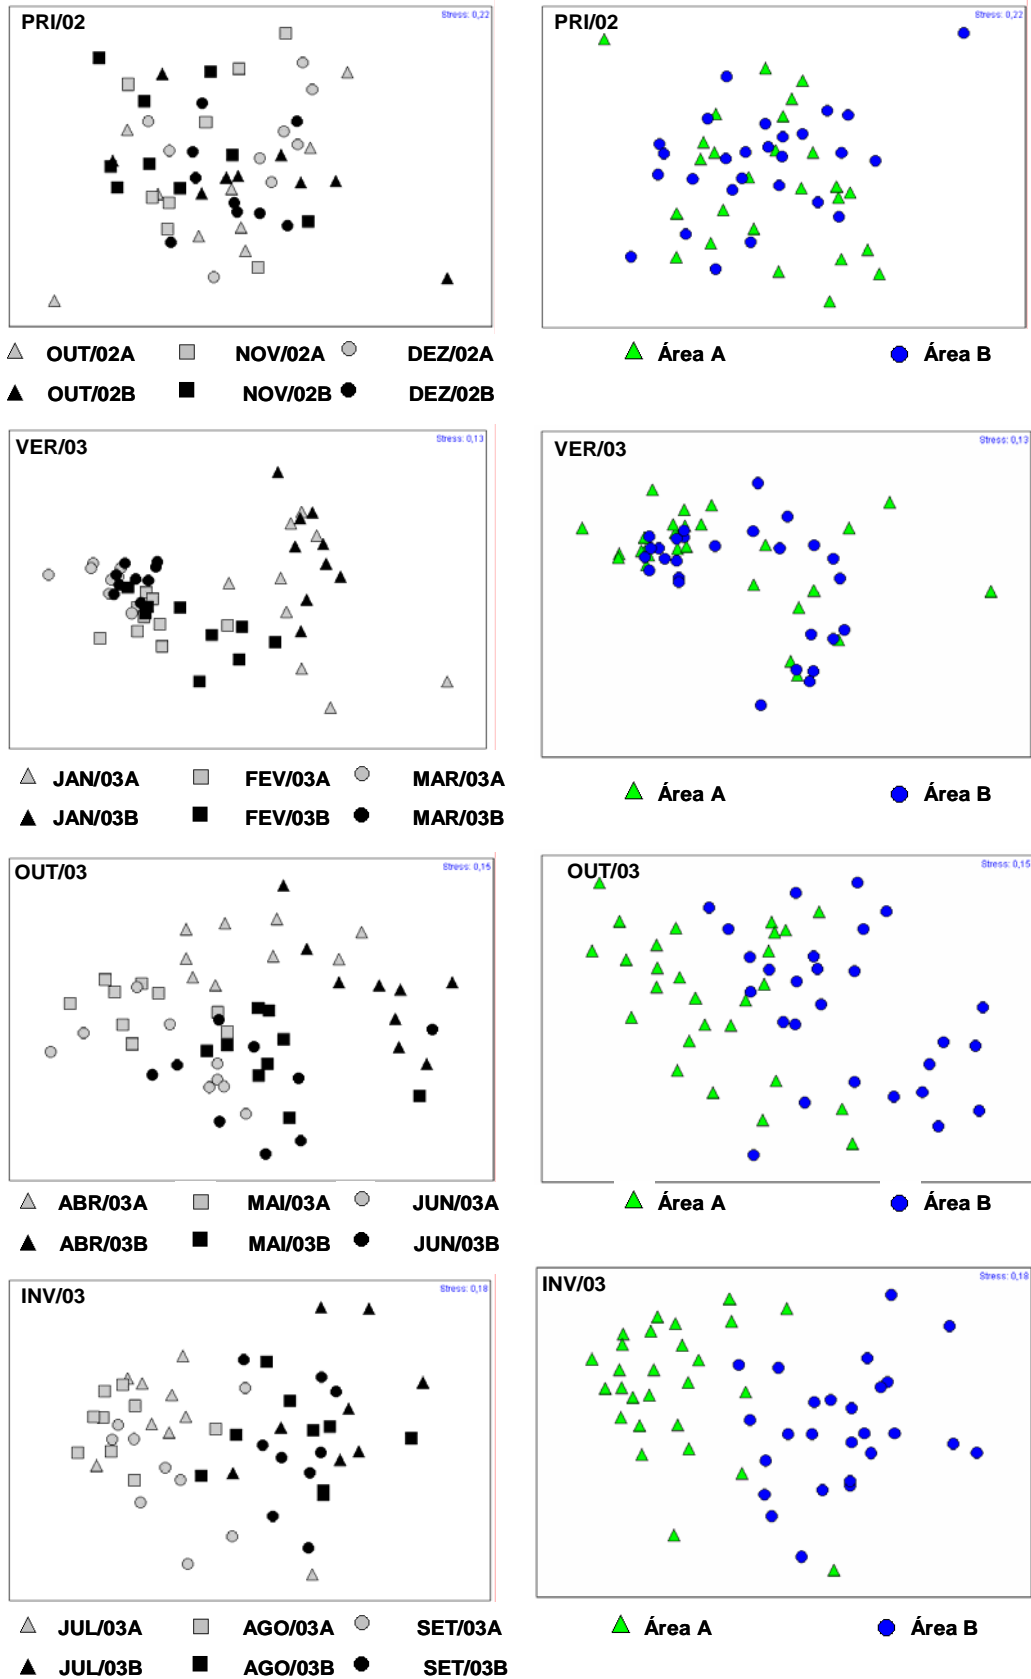 PRI/02
Stress: 0,22
PRI/02
Stress: 0,22
OUT/02A NOV/02A DEZ/02A
OUT/02B NOV/02B DEZ/02B
Área A Área B
VER/03
Stress: 0,13
VER/03
Stress: 0,13
JAN/03A FEV/03A MAR/03A
JAN/03B FEV/03B MAR/03B
Área A Área B
OUT/03
Stress: 0,15
OUT/03
Stress: 0,15
ABR/03A MAI/03A JUN/03A
ABR/03B MAI/03B JUN/03B
Área A Área B
INV/03
Stress: 0,18
INV/03
Stress: 0,18
JUL/03A AGO/03A SET/03A
JUL/03B AGO/03B SET/03B
Área A Área B